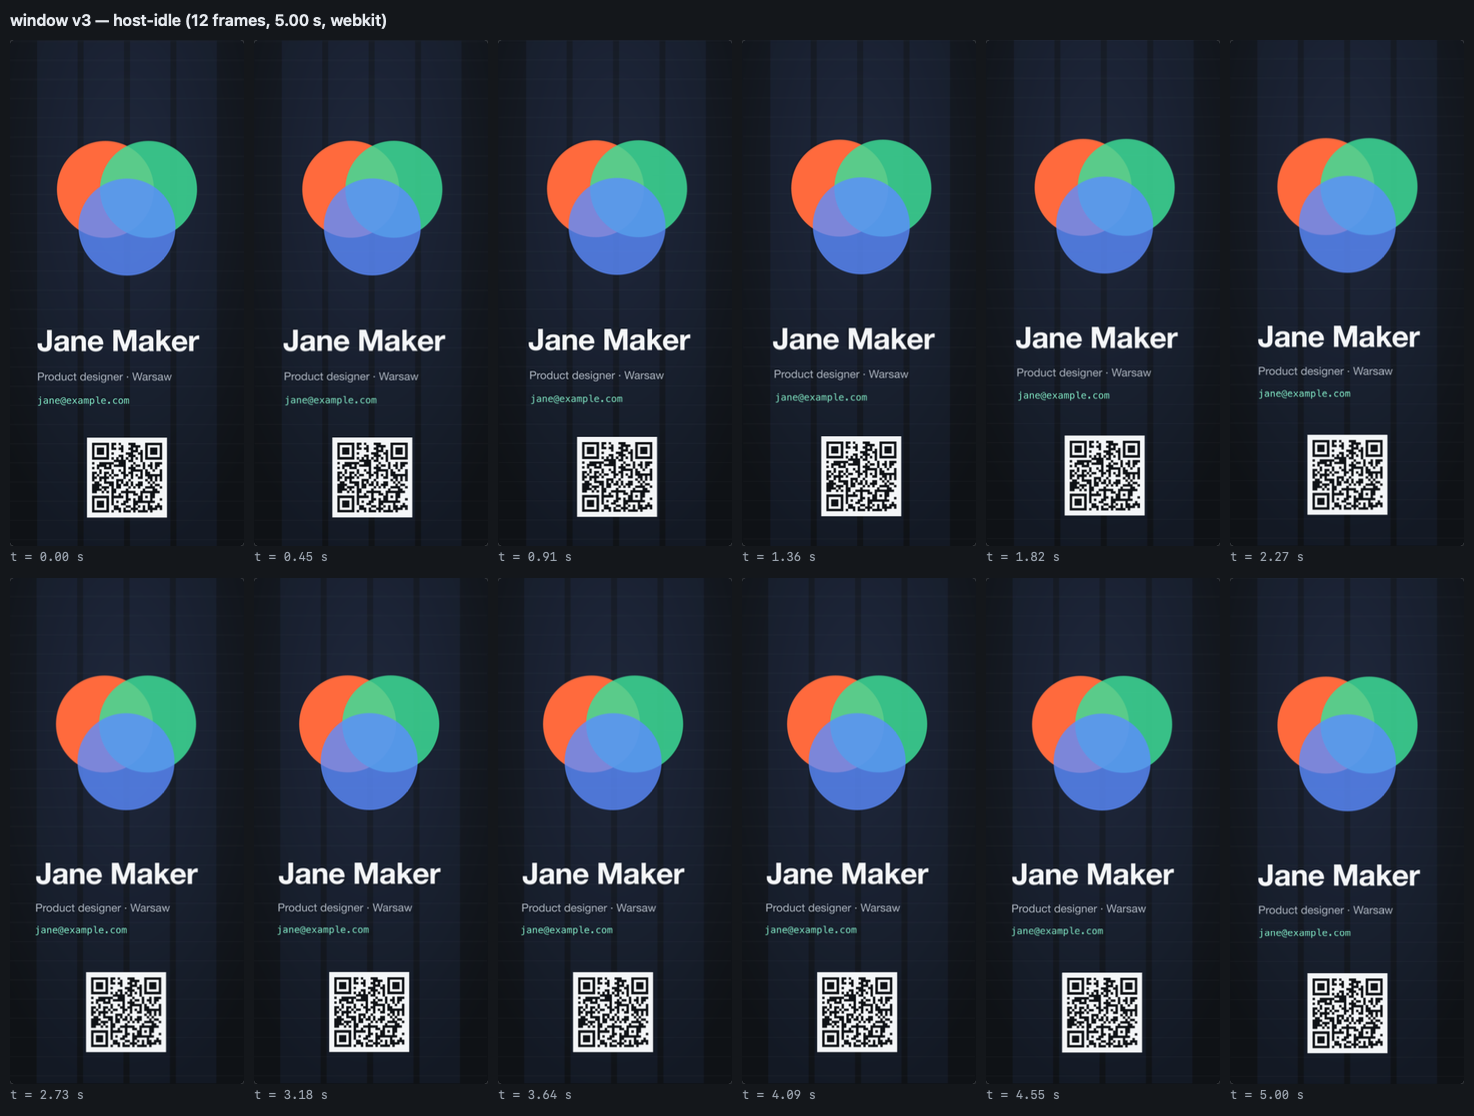 window v3 — host-idle (12 frames, 5.00 s, webkit)
Jane Maker
Product designer · Warsaw
jane@example.com
t = 0.00 s
Jane Maker
Product designer · Warsaw
jane@example.com
t = 0.45 s
Jane Maker
Product designer · Warsaw
jane@example.com
t = 0.91 s
Jane Maker
Product designer · Warsaw
jane@example.com
t = 1.36 s
Jane Maker
Product designer · Warsaw
jane@example.com
t = 1.82 s
Jane Maker
Product designer · Warsaw
jane@example.com
t = 2.27 s
Jane Maker
Product designer · Warsaw
jane@example.com
t = 2.73 s
Jane Maker
Product designer · Warsaw
jane@example.com
t = 3.18 s
Jane Maker
Product designer · Warsaw
jane@example.com
t = 3.64 s
Jane Maker
Product designer · Warsaw
jane@example.com
t = 4.09 s
Jane Maker
Product designer · Warsaw
jane@example.com
t = 4.55 s
Jane Maker
Product designer · Warsaw
jane@example.com
t = 5.00 s